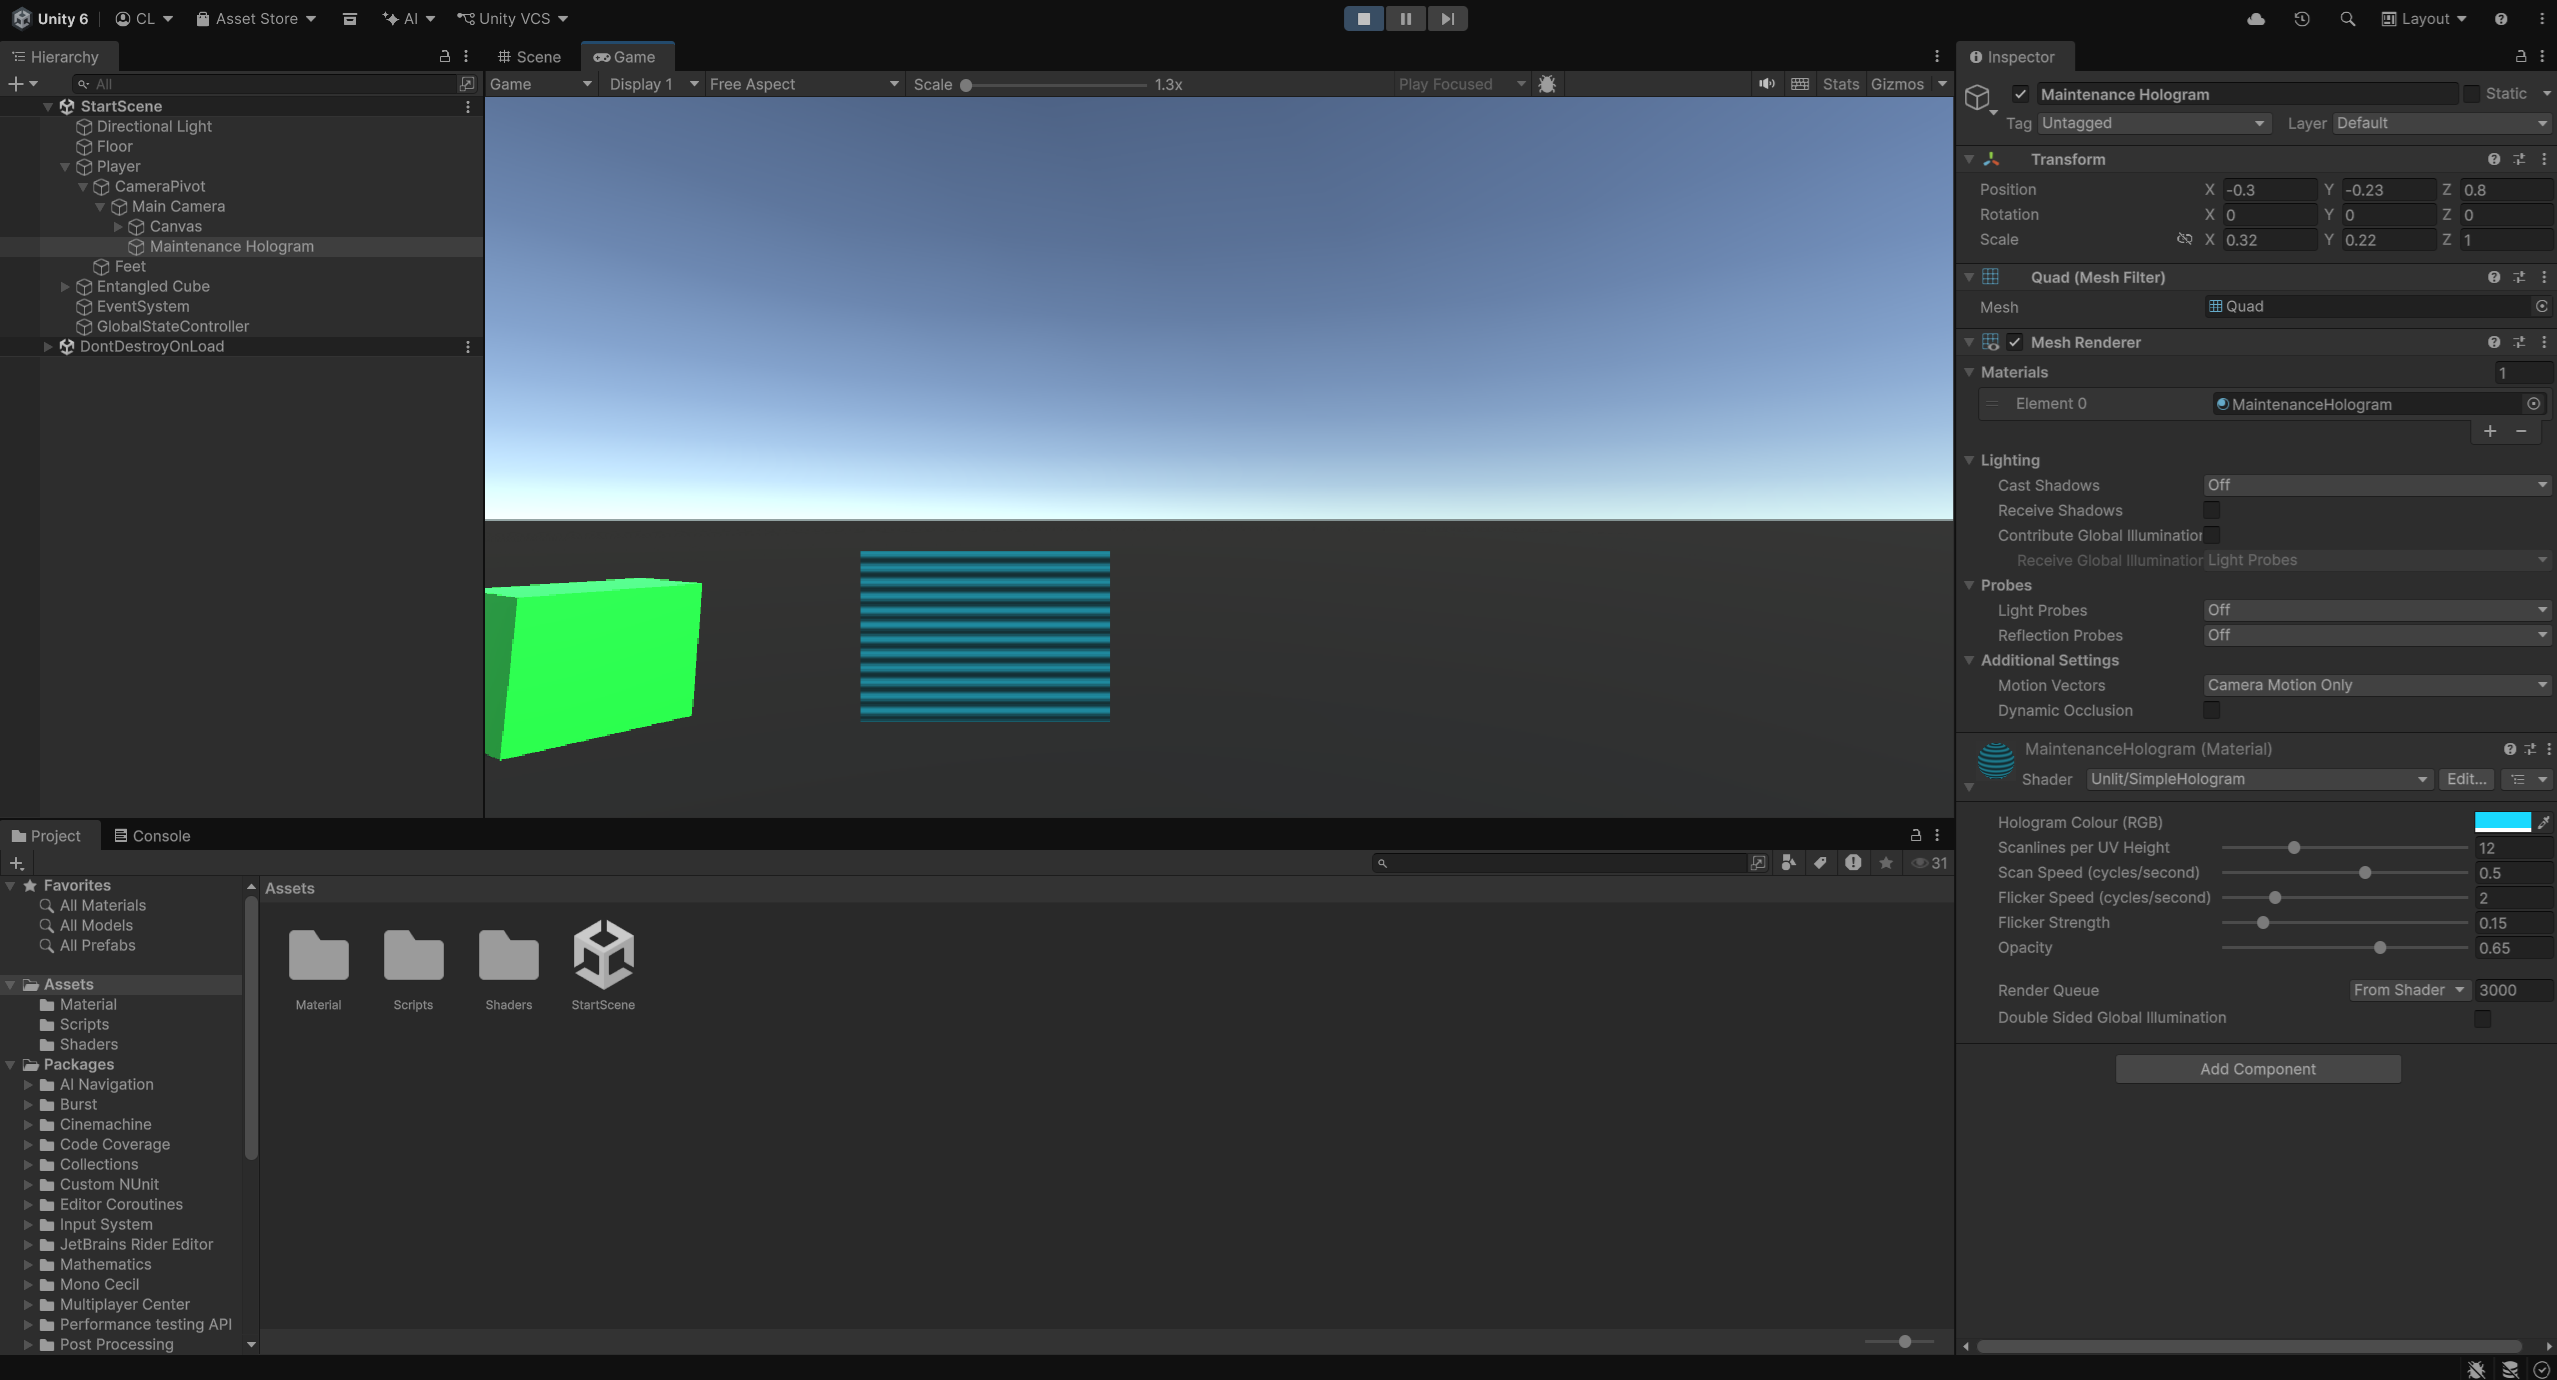 Unity 6 CL Asset Store AI Unity VCS Layout
Hierarchy
All
StartScene
Directional Light
Floor
Player
CameraPivot
Main Camera
Canvas
Maintenance Hologram
Feet
Entangled Cube
EventSystem
GlobalStateController
DontDestroyOnLoad
Scene Game
Game Display 1 Free Aspect Scale 1.3x Play Focused Stats Gizmos
Inspector
Maintenance Hologram Static
Tag Untagged Layer Default
Transform
Position X -0.3 Y -0.23 Z 0.8
Rotation X 0 Y 0 Z 0
Scale X 0.32 Y 0.22 Z 1
Quad (Mesh Filter)
Mesh Quad
Mesh Renderer
Materials 1
Element 0 MaintenanceHologram
Lighting
Cast Shadows Off
Receive Shadows
Contribute Global Illumination
Receive Global Illumination Light Probes
Probes
Light Probes Off
Reflection Probes Off
Additional Settings
Motion Vectors Camera Motion Only
Dynamic Occlusion
MaintenanceHologram (Material)
Shader Unlit/SimpleHologram Edit...
Hologram Colour (RGB)
Scanlines per UV Height 12
Scan Speed (cycles/second) 0.5
Flicker Speed (cycles/second) 2
Flicker Strength 0.15
Opacity 0.65
Render Queue From Shader 3000
Double Sided Global Illumination
Add Component
Project Console
31
Favorites
All Materials
All Models
All Prefabs
Assets
Material
Scripts
Shaders
Packages
AI Navigation
Burst
Cinemachine
Code Coverage
Collections
Custom NUnit
Editor Coroutines
Input System
JetBrains Rider Editor
Mathematics
Mono Cecil
Multiplayer Center
Performance testing API
Post Processing
Assets
Material Scripts Shaders StartScene